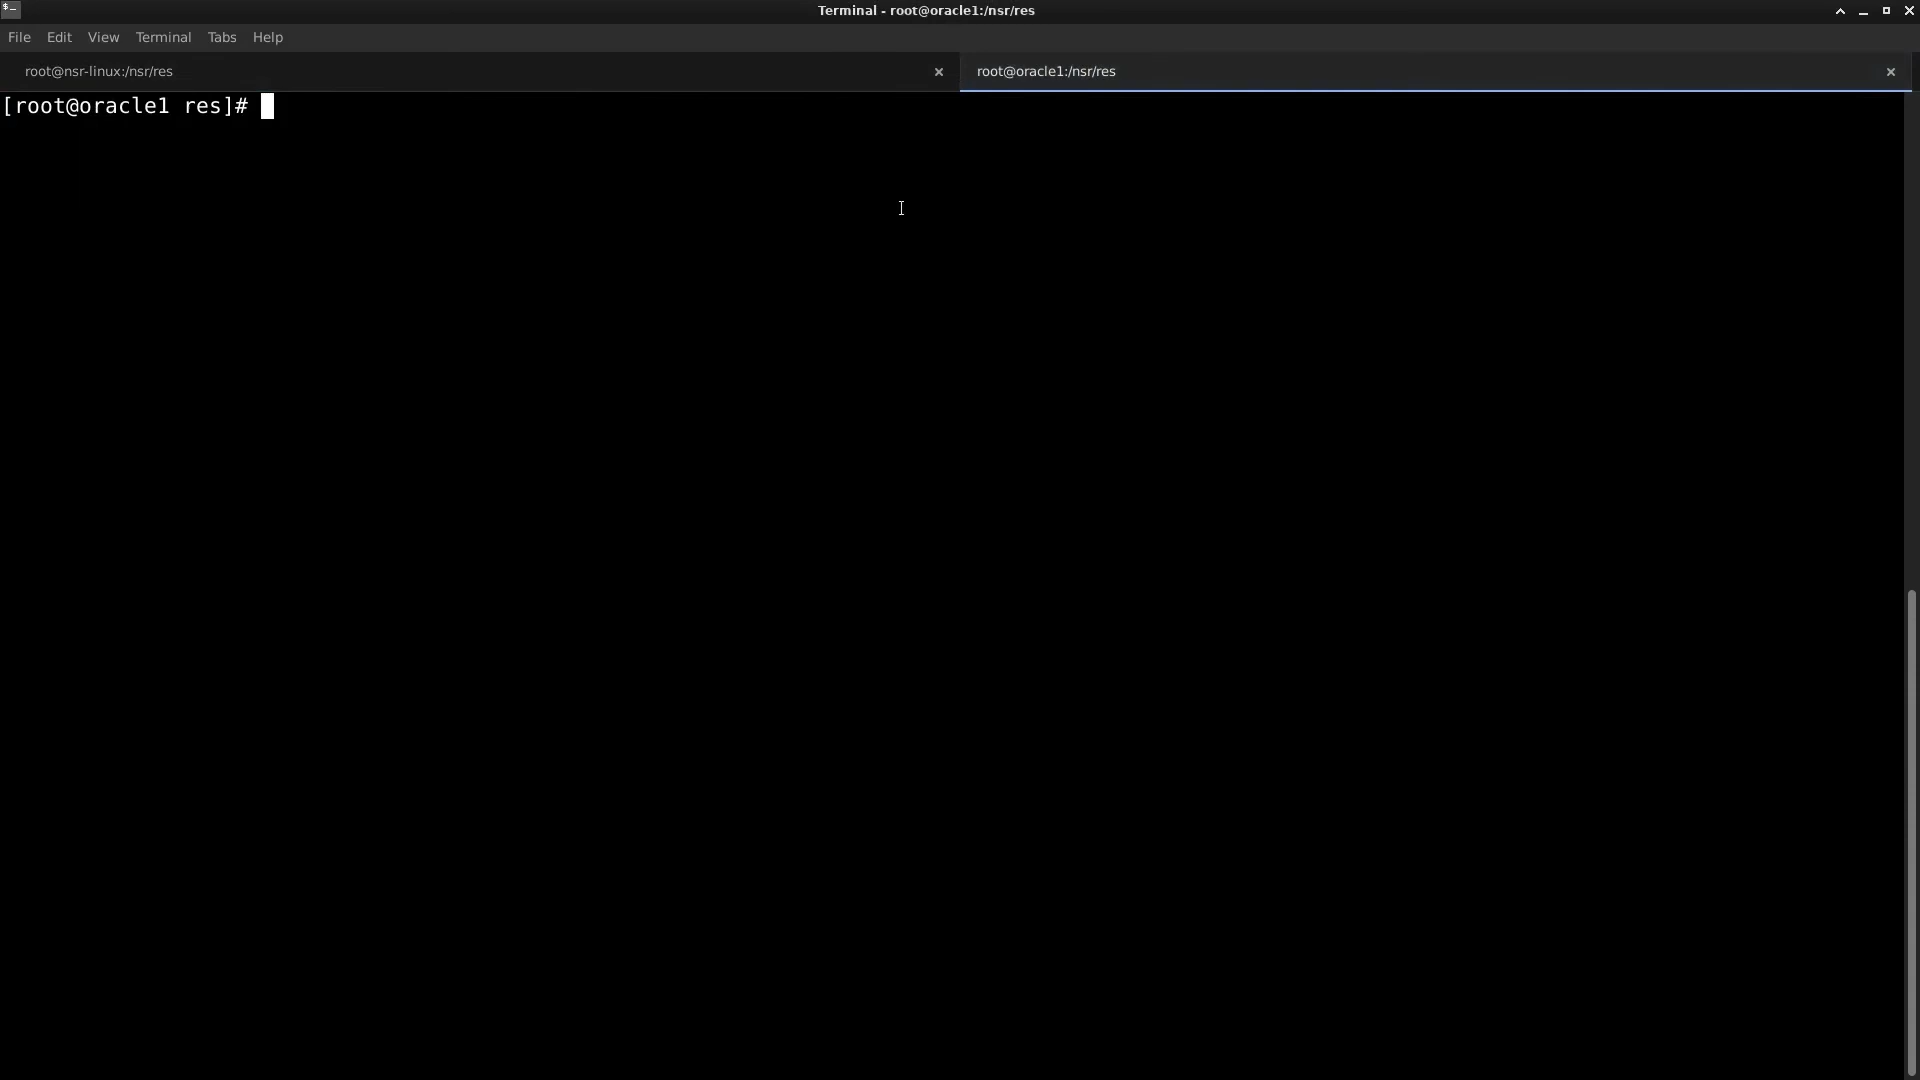 Terminal - root@oracle1:/nsr/res
File Edit View Terminal Tabs Help
root@nsr-linux:/nsr/res
root@oracle1:/nsr/res
[root@oracle1 res]#